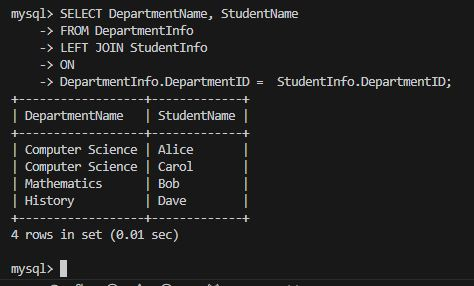 mysql> SELECT DepartmentName, StudentName
    -> FROM DepartmentInfo
    -> LEFT JOIN StudentInfo
    -> ON
    -> DepartmentInfo.DepartmentID =  StudentInfo.DepartmentID;
+------------------+-------------+
| DepartmentName   | StudentName |
+------------------+-------------+
| Computer Science | Alice       |
| Computer Science | Carol       |
| Mathematics      | Bob         |
| History          | Dave        |
+------------------+-------------+
4 rows in set (0.01 sec)
mysql>